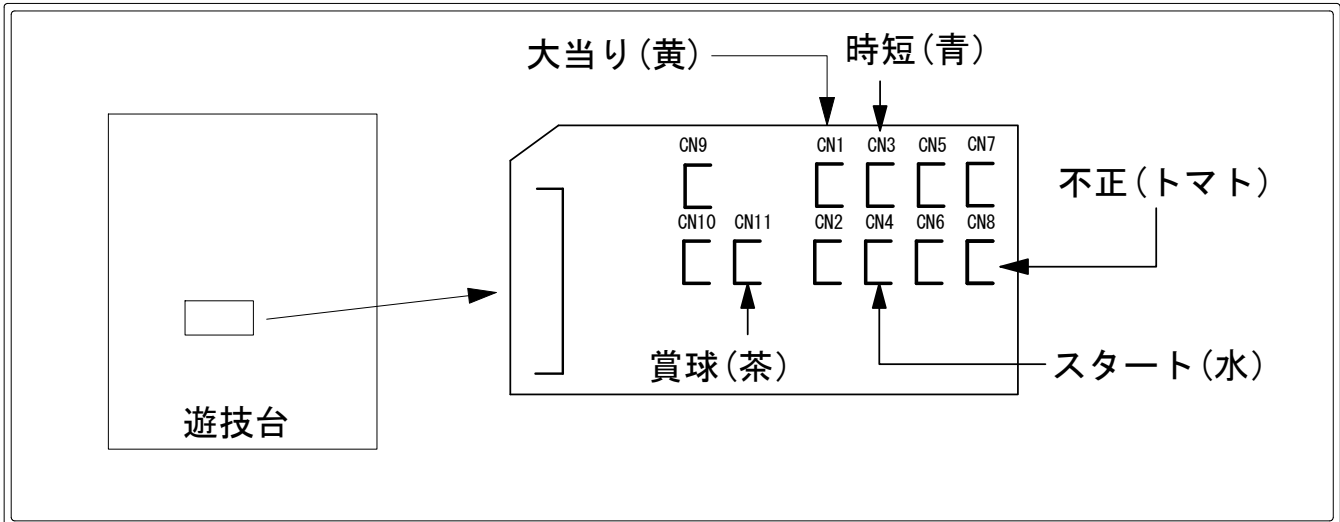 大当り(黄)
時短(青)
CN9
CN1
CN3
CN5
CN7
不正(トマト)
CN10
CN11
CN2
CN4
CN6
CN8
賞球(茶)
スタート(水)
遊技台